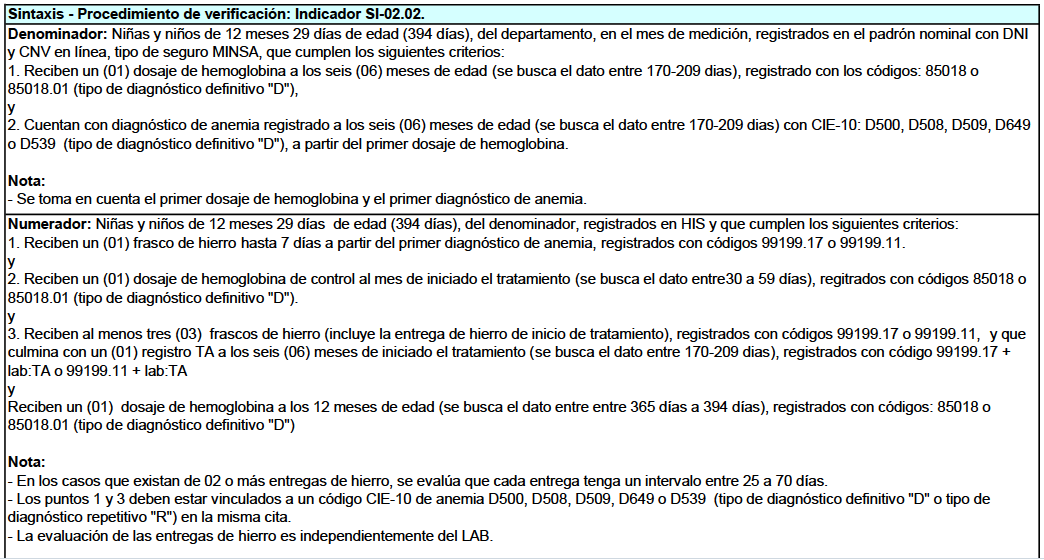 Sintaxis - Procedimiento de verificación: Indicador SI-02.02.
Denominador: Niñas y niños de 12 meses 29 días de edad (394 días), del departamento, en el mes de medición, registrados en el padrón nominal con DNI
y CNV en línea, tipo de seguro MINSA, que cumplen los siguientes criterios:
1. Reciben un (01) dosaje de hemoglobina a los seis (06) meses de edad (se busca el dato entre 170-209 dias), registrado con los códigos: 85018 o
85018.01 (tipo de diagnóstico definitivo "D"),
y
2. Cuentan con diagnóstico de anemia registrado a los seis (06) meses de edad (se busca el dato entre 170-209 dias) con CIE-10: D500, D508, D509, D649
o D539 (tipo de diagnóstico definitivo "D"), a partir del primer dosaje de hemoglobina.
Nota:
- Se toma en cuenta el primer dosaje de hemoglobina y el primer diagnóstico de anemia.
Numerador: Niñas y niños de 12 meses 29 días de edad (394 días), del denominador, registrados en HIS y que cumplen los siguientes criterios:
1. Reciben un (01) frasco de hierro hasta 7 días a partir del primer diagnóstico de anemia, registrados con códigos 99199.17 o 99199.11.
y
2. Reciben un (01) dosaje de hemoglobina de control al mes de iniciado el tratamiento (se busca el dato entre30 a 59 días), regitrados con códigos 85018 o
85018.01 (tipo de diagnóstico definitivo "D").
y
3. Reciben al menos tres (03) frascos de hierro (incluye la entrega de hierro de inicio de tratamiento), registrados con códigos 99199.17 o 99199.11, y que
culmina con un (01) registro TA a los seis (06) meses de iniciado el tratamiento (se busca el dato entre 170-209 dias), registrados con código 99199.17 +
lab:TA o 99199.11 + lab:TA
y
Reciben un (01) dosaje de hemoglobina a los 12 meses de edad (se busca el dato entre entre 365 días a 394 días), registrados con códigos: 85018 o
85018.01 (tipo de diagnóstico definitivo "D")
Nota:
- En los casos que existan de 02 o más entregas de hierro, se evalúa que cada entrega tenga un intervalo entre 25 a 70 días.
- Los puntos 1 y 3 deben estar vinculados a un código CIE-10 de anemia D500, D508, D509, D649 o D539 (tipo de diagnóstico definitivo "D" o tipo de
diagnóstico repetitivo "R") en la misma cita.
- La evaluación de las entregas de hierro es independientemente del LAB.